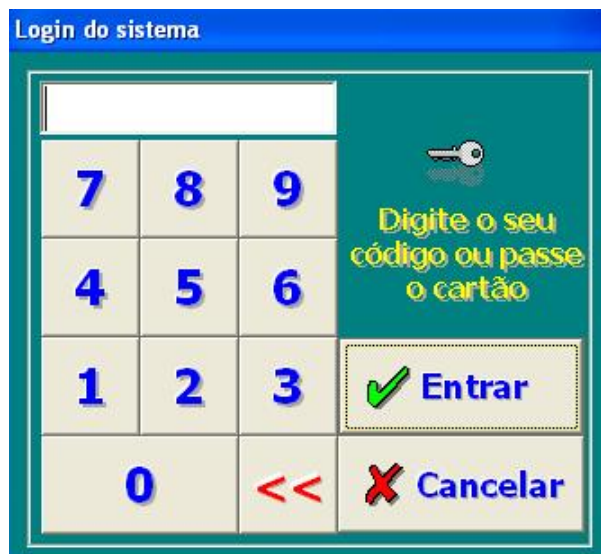 Login do sistema
7 8 9
Digite o seu
código ou passe
o cartão
4 5 6
1 2 3
Entrar
0 <<
Cancelar